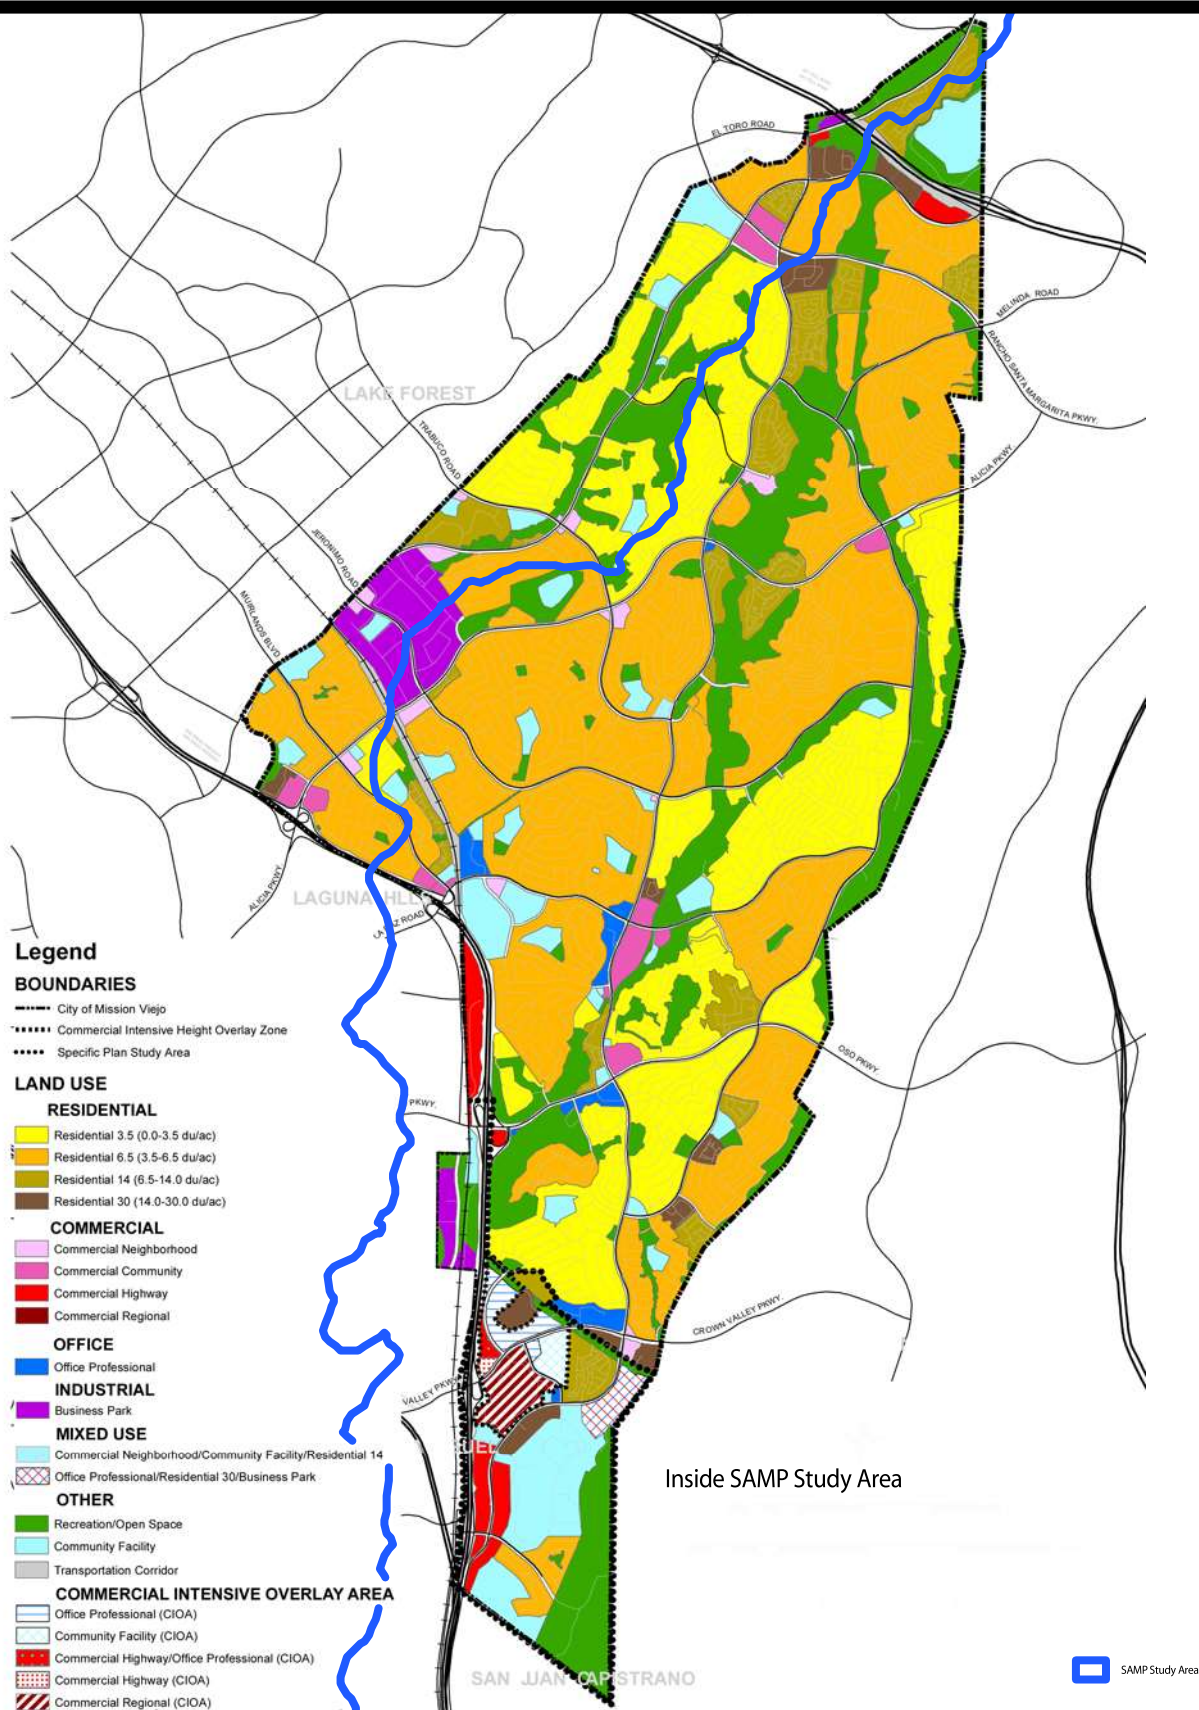 EL TORO ROAD
MELINDA ROAD
RANCHO SANTA MARGARITA PKWY.
LAKE FOREST
TRABUCO ROAD
ALICIA PKWY.
JERONIMO ROAD
MUIRLANDS BLVD
ALICIA PKWY.
LAGUNA HLL
ROAD
OSO PKWY.
PKWY.
CROWN VALLEY PKWY.
VALLEY PKWY
Inside SAMP Study Area
SAN JUAN CAPISTRANO
SAMP Study Area
Legend
BOUNDARIES
City of Mission Viejo
Commercial Intensive Height Overlay Zone
Specific Plan Study Area
LAND USE
RESIDENTIAL
Residential 3.5 (0.0-3.5 du/ac)
Residential 6.5 (3.5-6.5 du/ac)
Residential 14 (6.5-14.0 du/ac)
Residential 30 (14.0-30.0 du/ac)
COMMERCIAL
Commercial Neighborhood
Commercial Community
Commercial Highway
Commercial Regional
OFFICE
Office Professional
INDUSTRIAL
Business Park
MIXED USE
Commercial Neighborhood/Community Facility/Residential 14
Office Professional/Residential 30/Business Park
OTHER
Recreation/Open Space
Community Facility
Transportation Corridor
COMMERCIAL INTENSIVE OVERLAY AREA
Office Professional (CIOA)
Community Facility (CIOA)
Commercial Highway/Office Professional (CIOA)
Commercial Highway (CIOA)
Commercial Regional (CIOA)